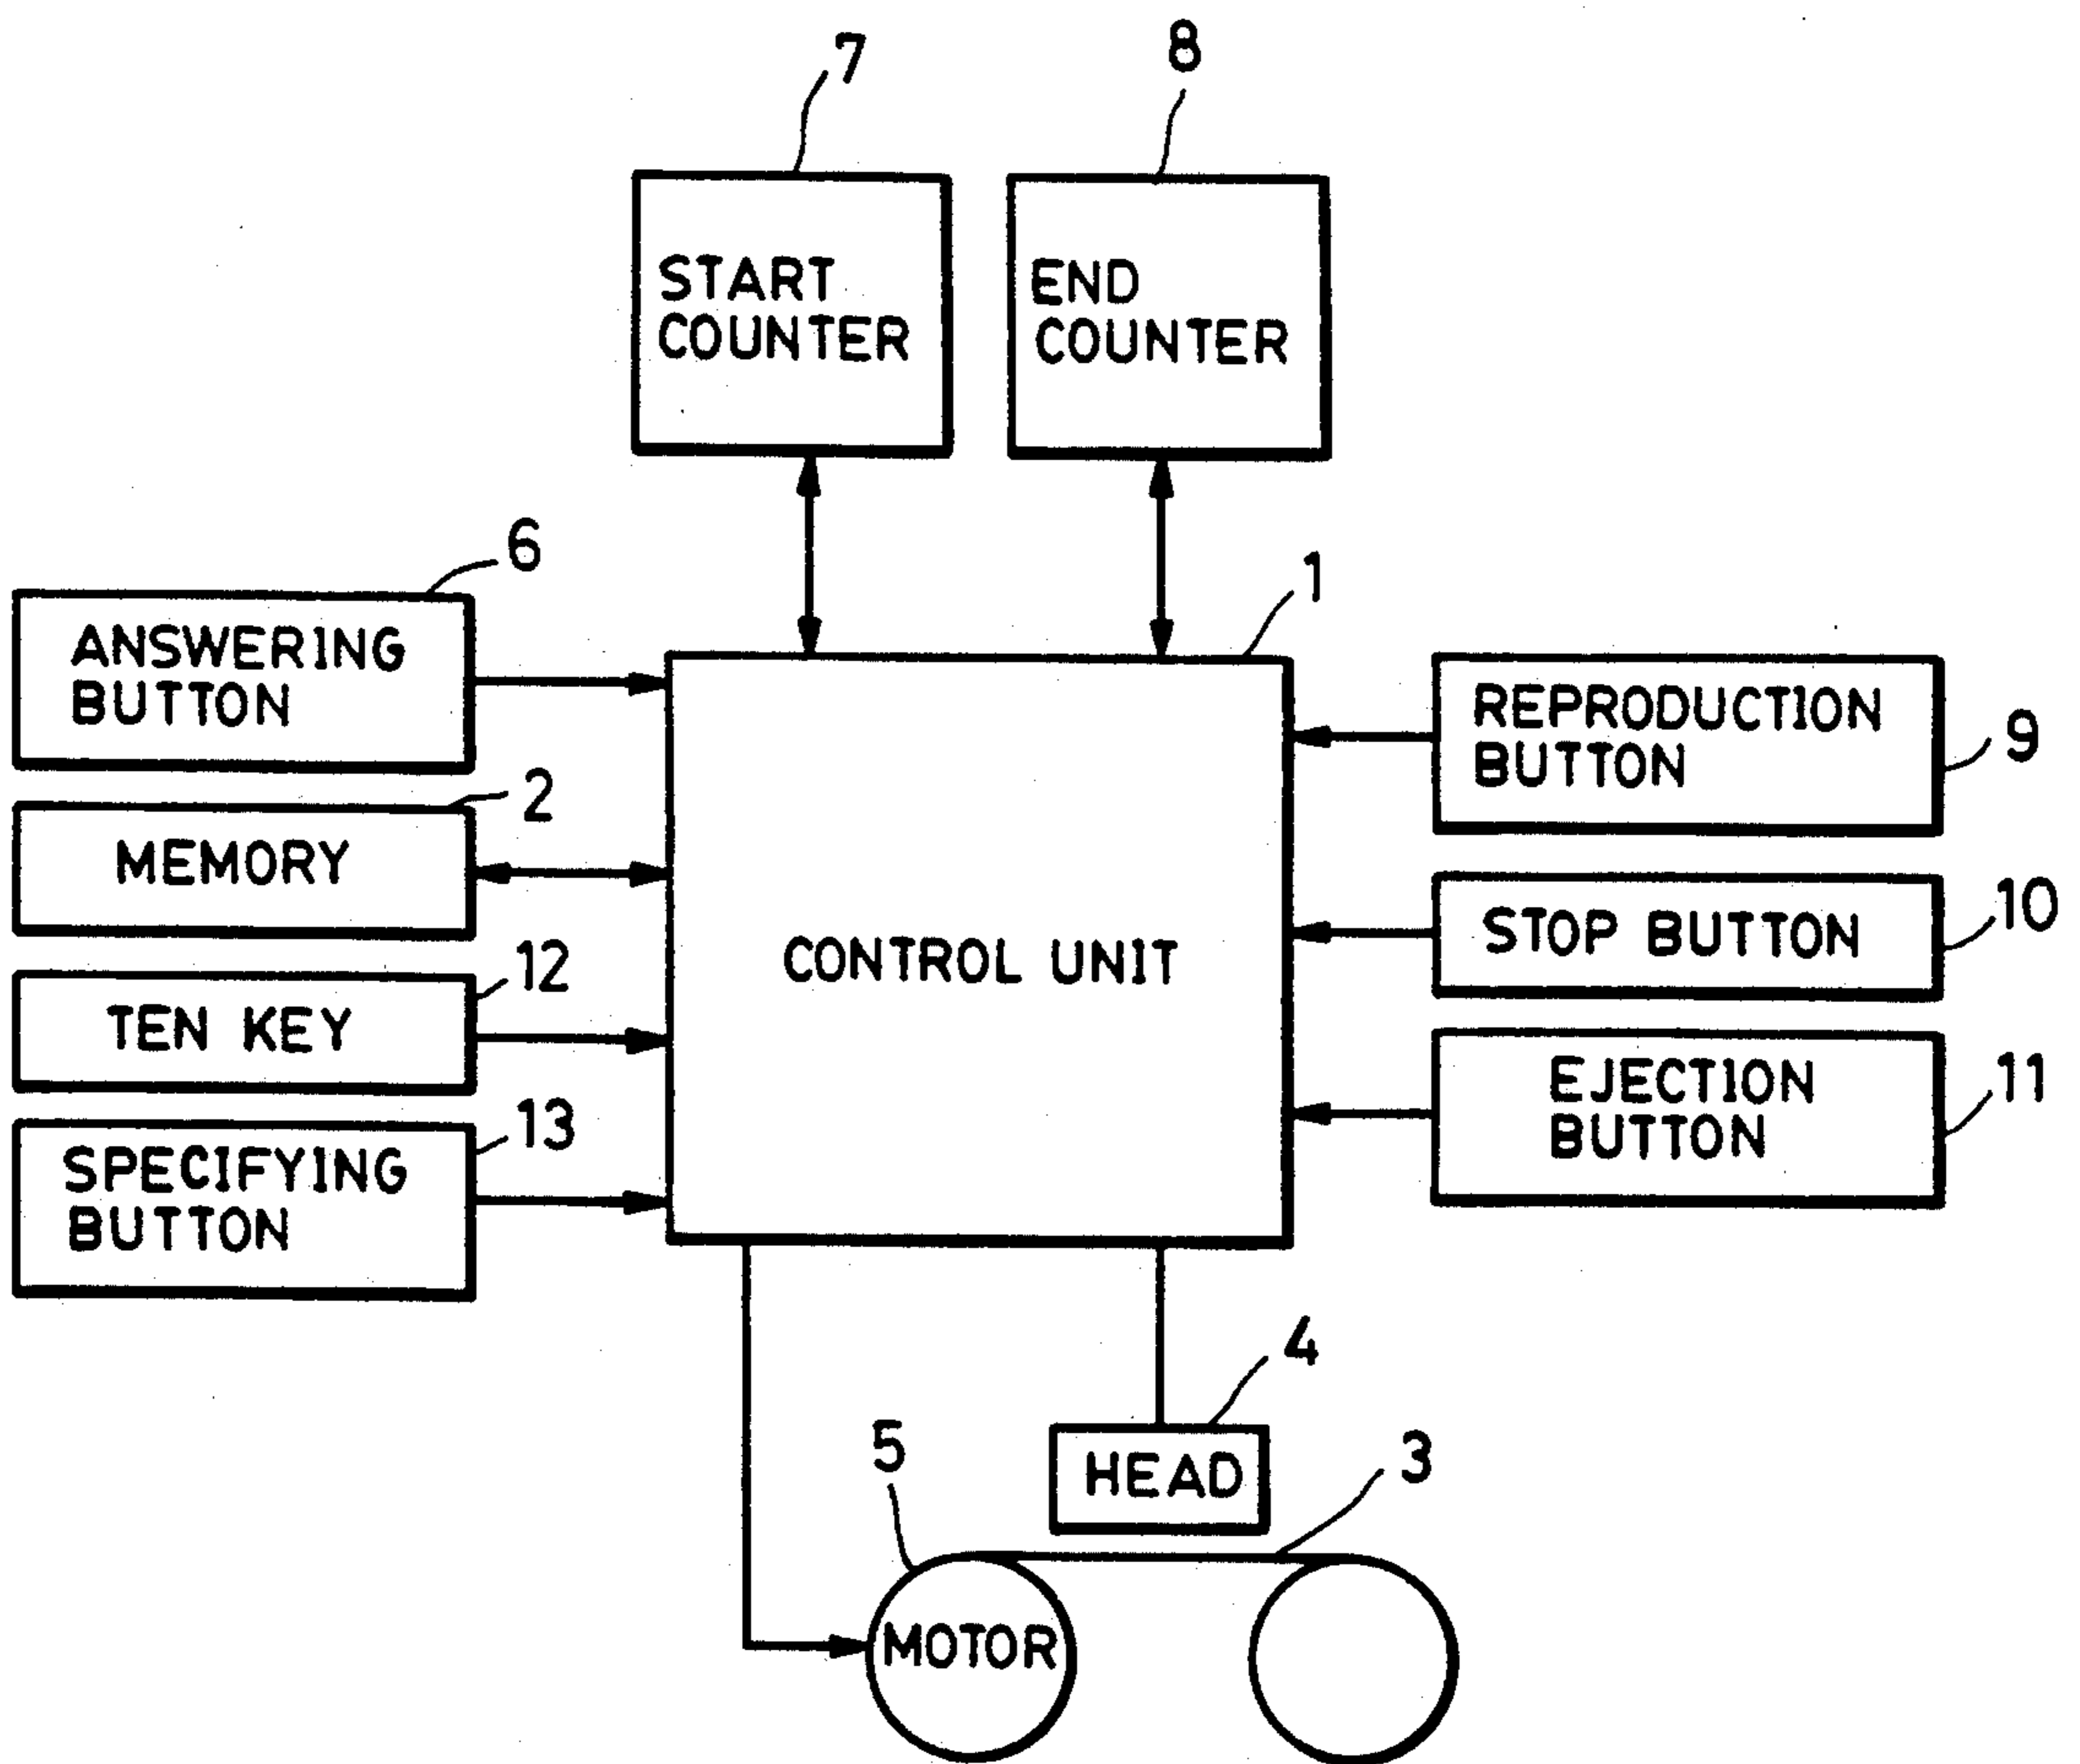 7
8
START
COUNTER
END
COUNTER
6
1
ANSWERING
BUTTON
REPRODUCTION
BUTTON
9
2
MEMORY
STOP BUTTON
10
12
TEN KEY
CONTROL UNIT
EJECTION
BUTTON
11
13
SPECIFYING
BUTTON
4
5
HEAD
3
MOTOR